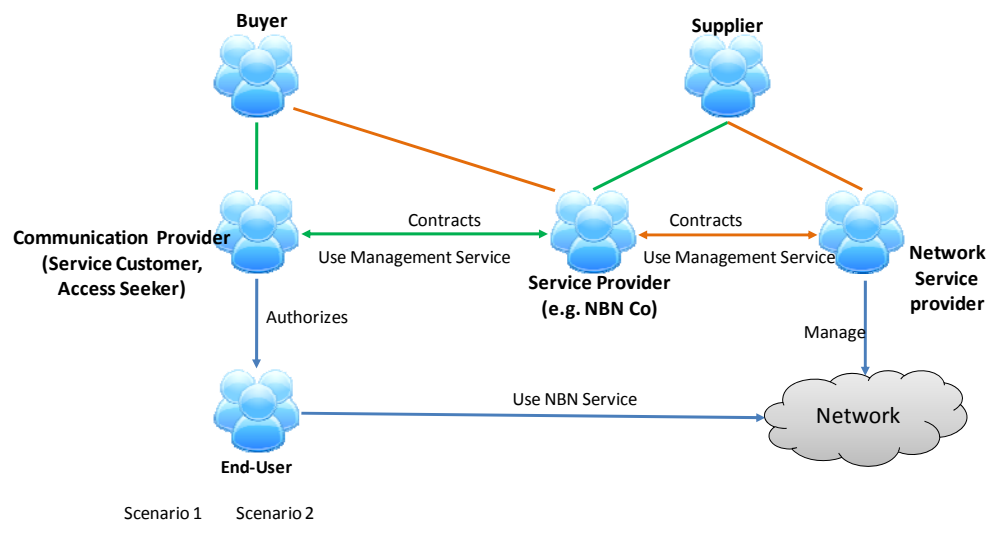 Buyer
Supplier
Contracts
Contracts
Communication Provider
(Service Customer,
Access Seeker)
Use Management Service
Use Management Service
Network
Service
provider
Service Provider
(e.g. NBN Co)
Authorizes
Manage
Use NBN Service
Network
End-User
Scenario 1 Scenario 2